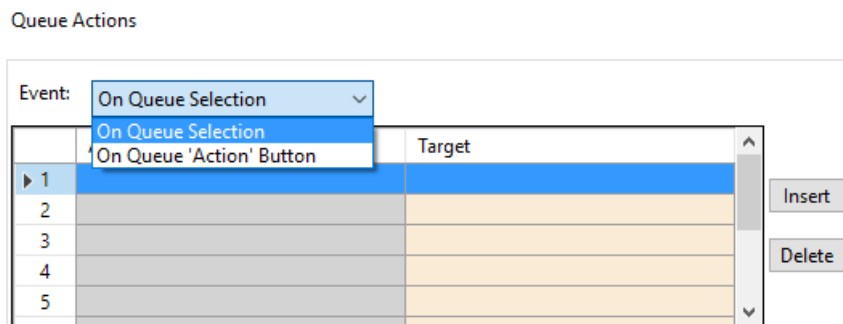 Queue Actions
Event:
On Queue Selection
On Queue Selection
On Queue 'Action' Button
Target
1
Insert
2
3
Delete
4
5